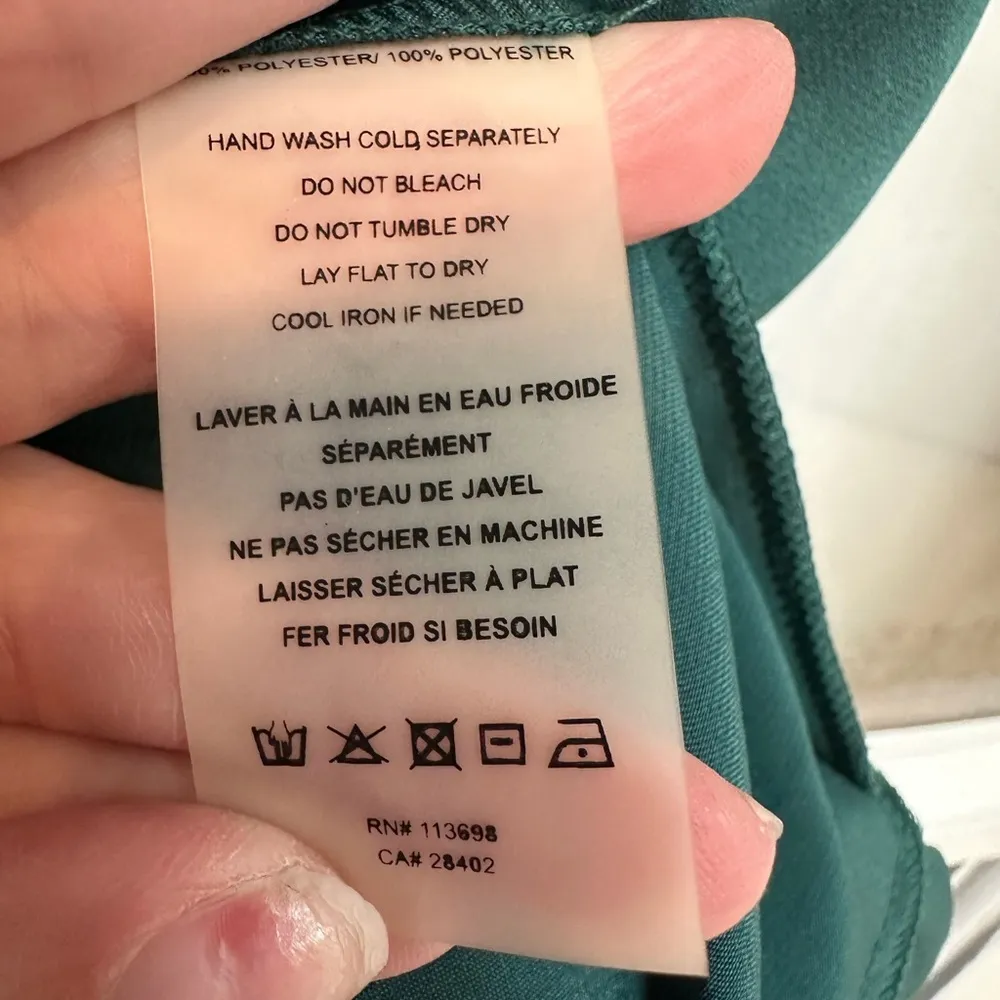 POLYESTER/ 100% POLYESTER
HAND WASH COLD, SEPARATELY
DO NOT BLEACH
DO NOT TUMBLE DRY
LAY FLAT TO DRY
COOL IRON IF NEEDED
LAVER À LA MAIN EN EAU FROIDE
SÉPARÉMENT
PAS D'EAU DE JAVEL
NE PAS SÉCHER EN MACHINE
LAISSER SÉCHER À PLAT
FER FROID SI BESOIN
RN# 113698
CA# 28402